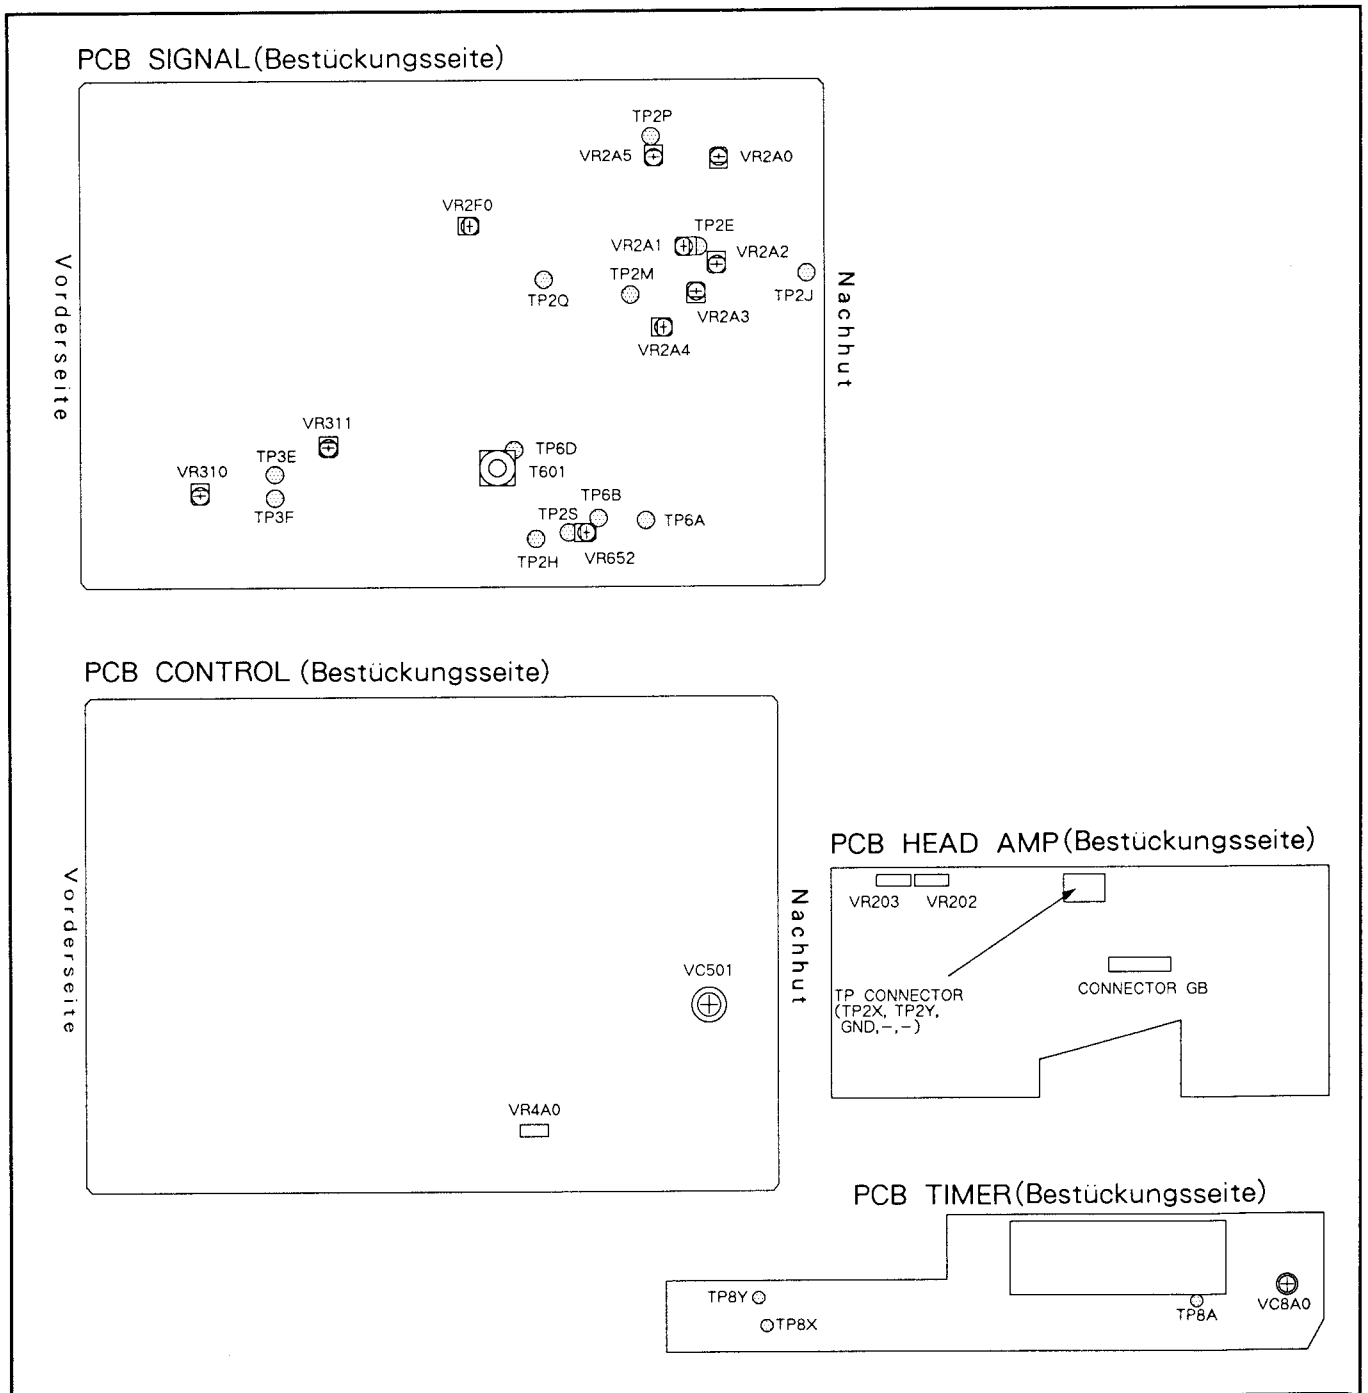 PCB SIGNAL(Bestückungsseite)
TP2P
VR2A5
VR2A0
VR2F0
VR2A1
TP2E
VR2A2
TP2M
TP2Q
TP2J
VR2A3
VR2A4
Vorderseite
Nachhut
VR311
VR310
TP3E
TP3F
TP6D
T601
TP6B
TP2S
TP6A
TP2H
VR652
PCB CONTROL (Bestückungsseite)
Vorderseite
Nachhut
VC501
VR4A0
PCB HEAD AMP(Bestückungsseite)
VR203
VR202
TP CONNECTOR
(TP2X, TP2Y,
GND,-,-)
CONNECTOR GB
PCB TIMER(Bestückungsseite)
TP8Y
TP8X
TP8A
VC8A0